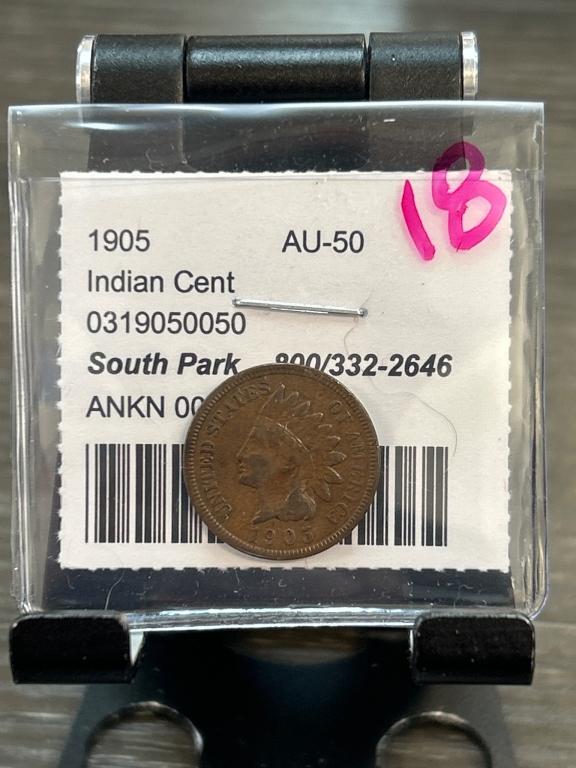 18
1905 AU-50
Indian Cent
0319050050
South Park 800/332-2646
ANKN 00
UNITED STATES OF AMERICA
1905